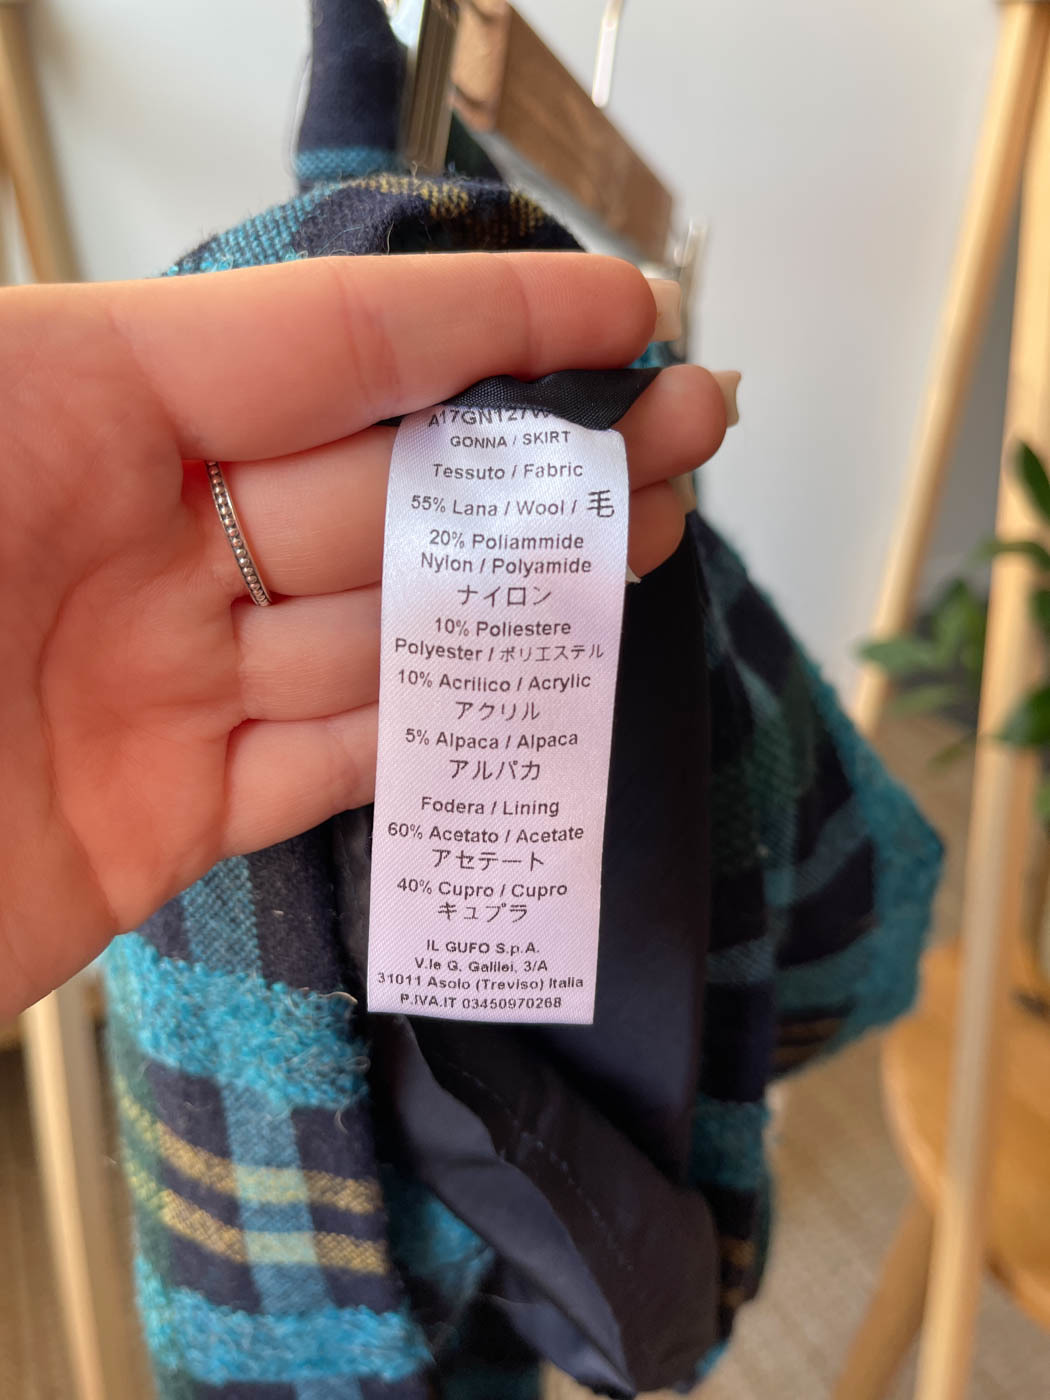 GONNA / SKIRT
Tessuto / Fabric
55% Lana / Wool / 毛
20% Poliammide
Nylon / Polyamide
ナイロン
10% Poliestere
Polyester / ポリエステル
10% Acrilico / Acrylic
アクリル
5% Alpaca / Alpaca
アルパカ
Fodera / Lining
60% Acetato / Acetate
アセテート
40% Cupro / Cupro
キュプラ
IL GUFO S.p.A.
V.le G. Galilei, 3/A
31011 Asolo (Treviso) Italia
P.IVA.IT 03450970268